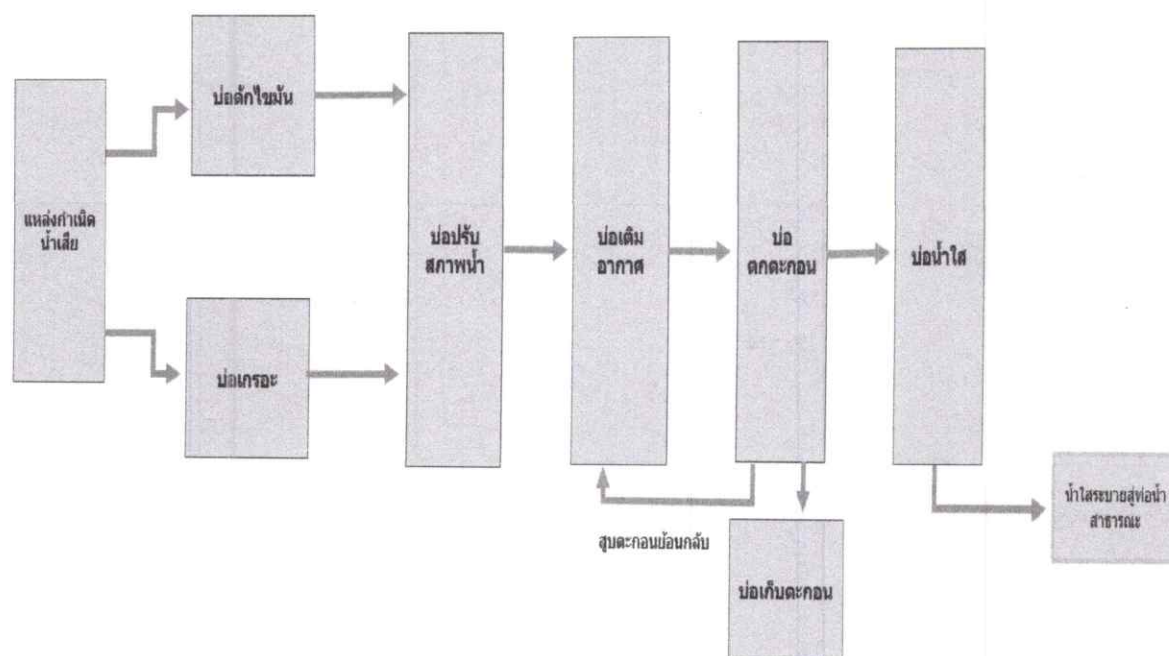 บ่อดักไขมัน
แหล่งกำเนิด
น้ำเสีย
บ่อเกรอะ
บ่อปรับ
สภาพน้ำ
บ่อเติม
อากาศ
บ่อ
ตกตะกอน
บ่อน้ำใส
สูบตะกอนย้อนกลับ
บ่อเก็บตะกอน
น้ำใสระบายสู่ท่อน้ำ
สาธารณะ